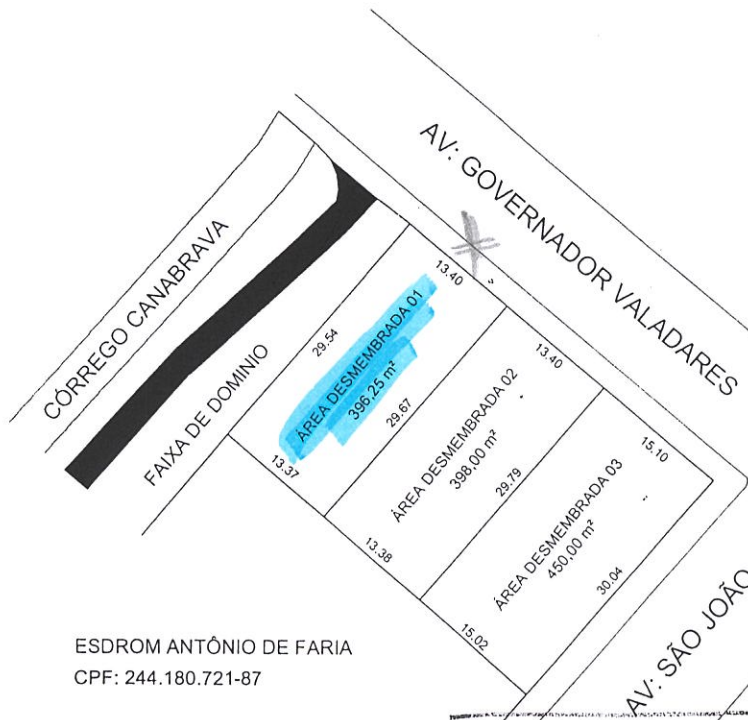 AV: GOVERNADOR VALADARES
CÓRREGO CANABRAVA
FAIXA DE DOMINIO
13.40
29.54
ÁREA DESMEMBRADA 01
396,25 m²
29.67
13.37
13.40
ÁREA DESMEMBRADA 02
398,00 m²
29.79
13.38
15.10
ÁREA DESMEMBRADA 03
450,00 m²
30.04
15.02
AV: SÃO JOÃO
ESDROM ANTÔNIO DE FARIA
CPF: 244.180.721-87